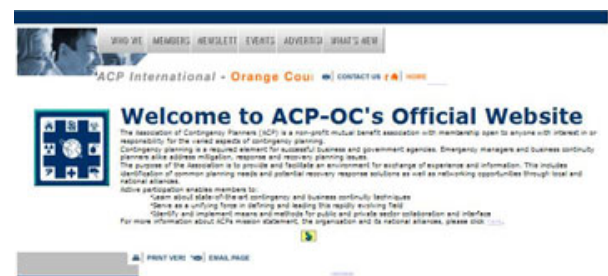 WHO WE MEMBERS NEWSLETT EVENTS ADVERTISI WHAT'S NEW
ACP International - Orange Coun CONTACT US HOME
Welcome to ACP-OC's Official Website
The Association of Contingency Planners (ACP) is a non-profit mutual benefit association with membership open to anyone with interest in or
responsibility for the varied aspects of contingency planning.
Contingency planning is a required element for successful business and government agencies. Emergency managers and business continuity
planners alike address mitigation, response and recovery planning issues.
The purpose of the Association is to provide and facilitate an environment for exchange of experience and information. This includes
identification of common planning needs and potential recovery response solutions as well as networking opportunities through local and
national alliances.
Active participation enables members to:
*Learn about state-of-the-art contingency and business continuity techniques
*Serve as a unifying force in defining and leading this rapidly evolving field
*Identify and implement means and methods for public and private sector collaboration and interface
For more information about ACPs mission statement, the organisation and its national alliances, please click here.
PRINT VERS EMAIL PAGE